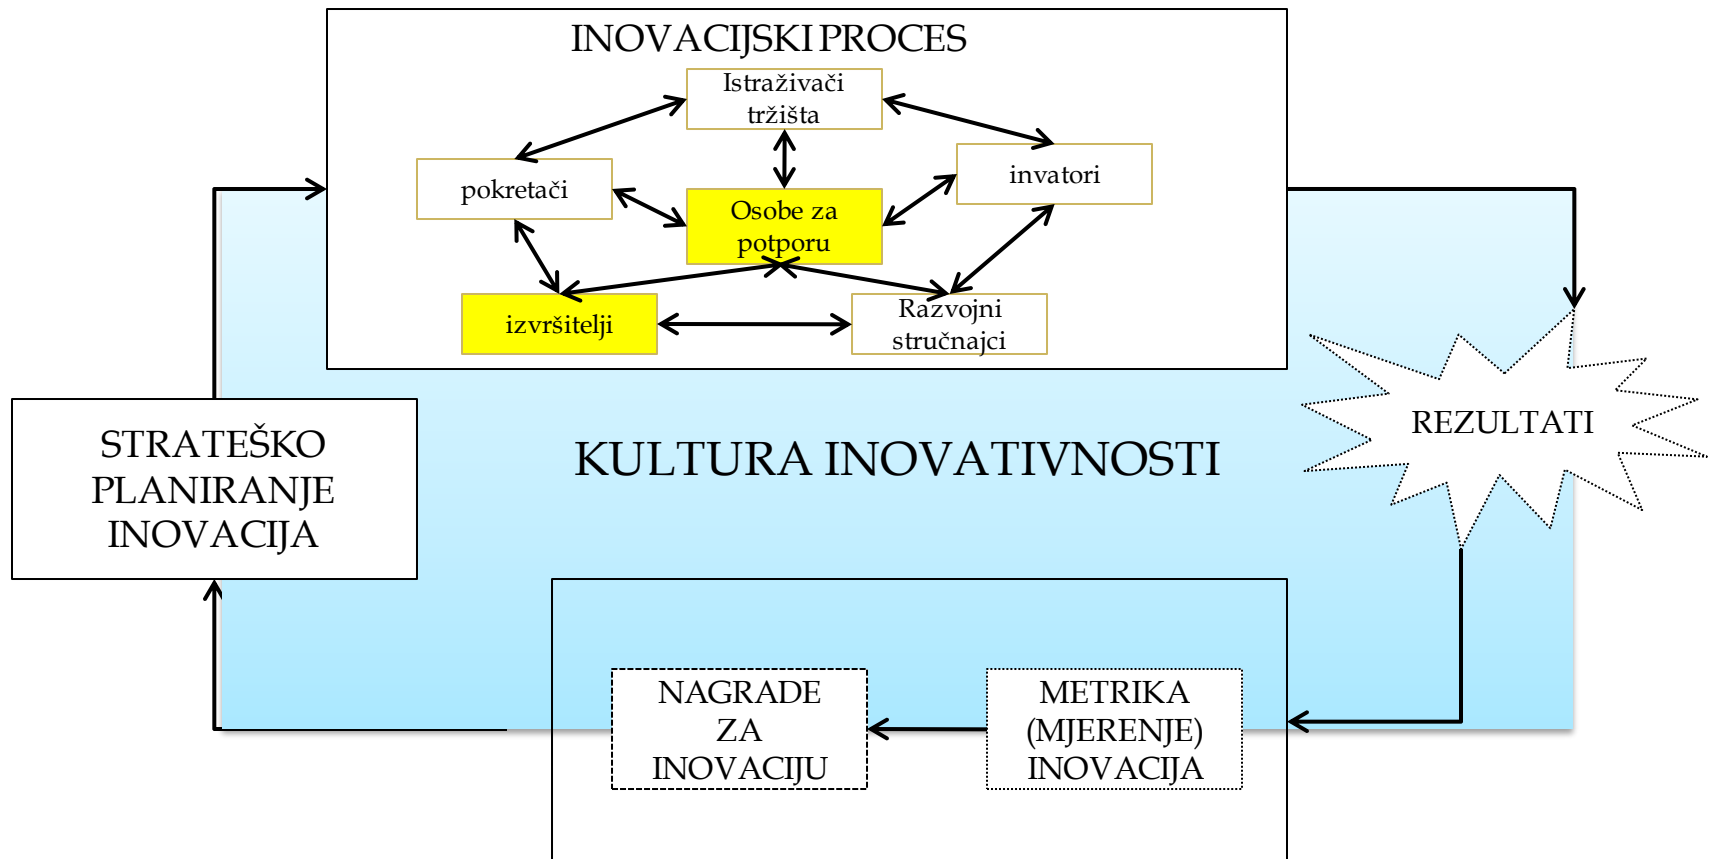 INOVACIJSKI PROCES
Istraživači
tržišta
pokretači
invatori
Osobe za
potporu
izvršitelji
Razvojni
stručnajci
STRATEŠKO
PLANIRANJE
INOVACIJA
KULTURA INOVATIVNOSTI
REZULTATI
NAGRADE
ZA
INOVACIJU
METRIKA
(MJERENJE)
INOVACIJA